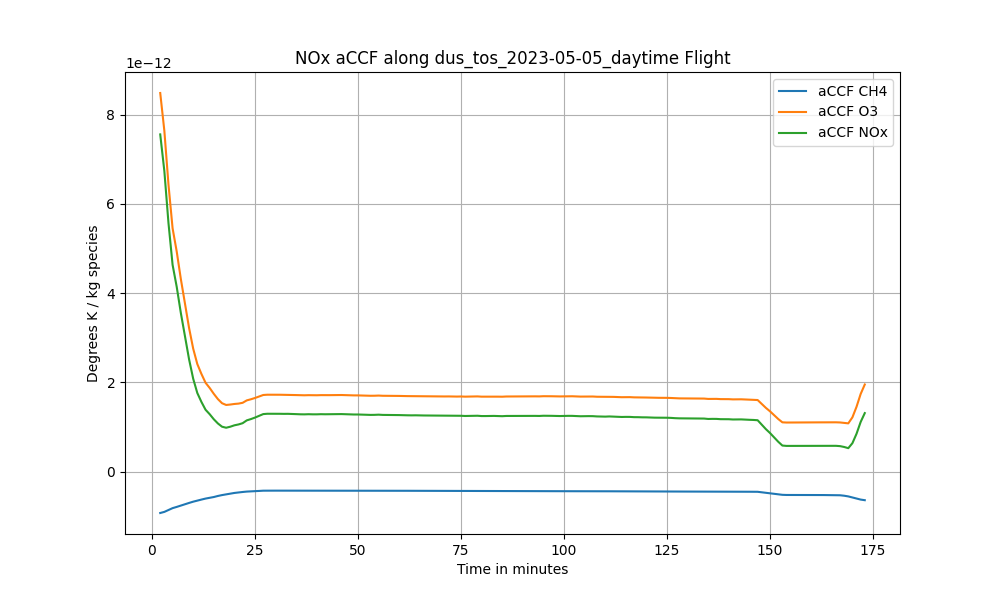 NOx aCCF along dus_tos_2023-05-05_daytime Flight
1e−12
aCCF CH4
aCCF O3
aCCF NOx
8
6
4
2
0
Degrees K / kg species
0 25 50 75 100 125 150 175
Time in minutes